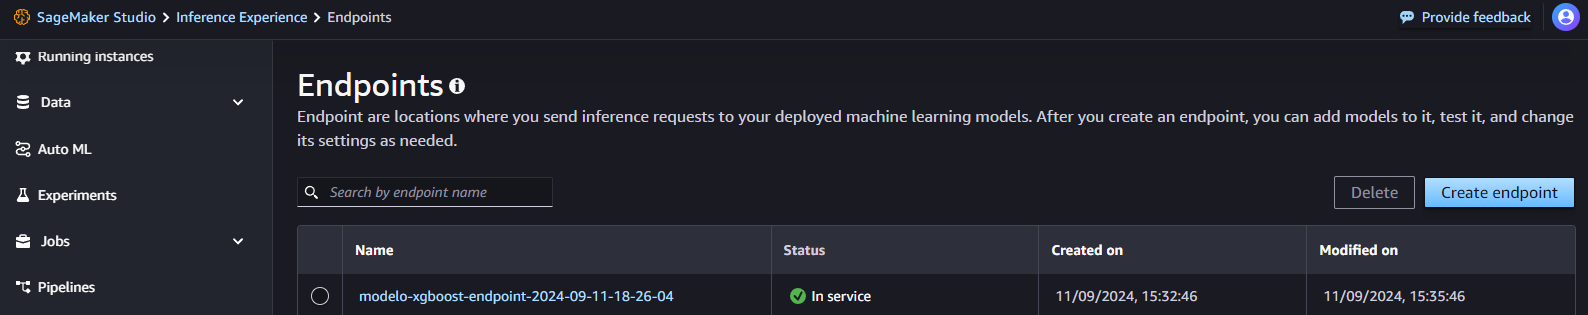 SageMaker Studio > Inference Experience > Endpoints
Provide feedback
Running instances
Data
Auto ML
Experiments
Jobs
Pipelines
Endpoints
Endpoint are locations where you send inference requests to your deployed machine learning models. After you create an endpoint, you can add models to it, test it, and change
its settings as needed.
Search by endpoint name
Delete
Create endpoint
Name Status Created on Modified on
modelo-xgboost-endpoint-2024-09-11-18-26-04 In service 11/09/2024, 15:32:46 11/09/2024, 15:35:46